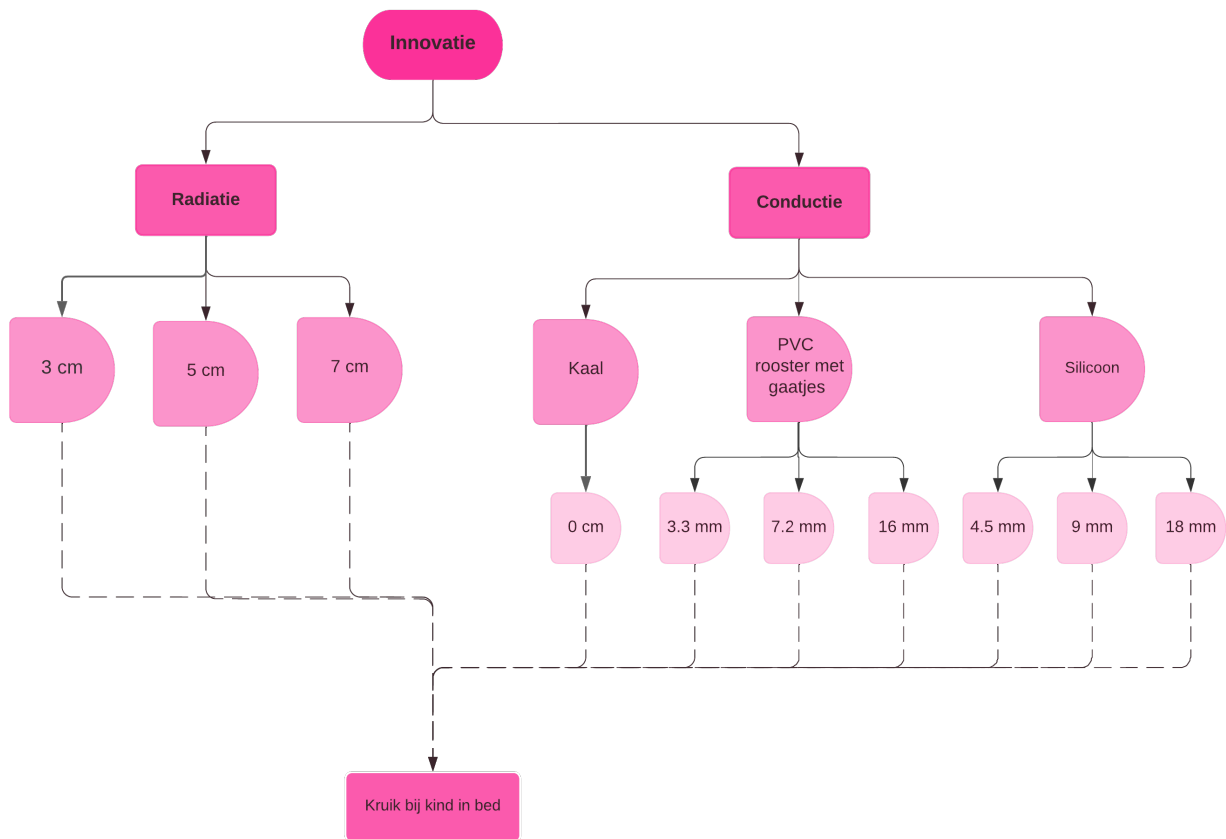 Innovatie
Radiatie
Conductie
3 cm
5 cm
7 cm
Kaal
PVC
rooster met
gaatjes
Silicoon
0 cm
3.3 mm
7.2 mm
16 mm
4.5 mm
9 mm
18 mm
Kruik bij kind in bed